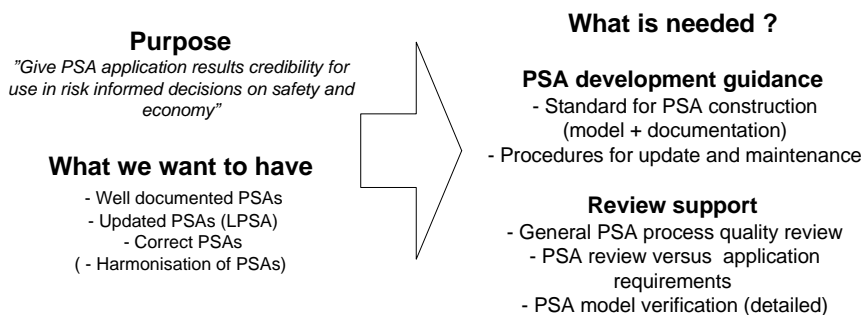 Purpose
"Give PSA application results credibility for
use in risk informed decisions on safety and
economy"
What we want to have
- Well documented PSAs
- Updated PSAs (LPSA)
- Correct PSAs
( - Harmonisation of PSAs)
What is needed ?
PSA development guidance
- Standard for PSA construction
(model + documentation)
- Procedures for update and maintenance
Review support
- General PSA process quality review
- PSA review versus application
requirements
- PSA model verification (detailed)